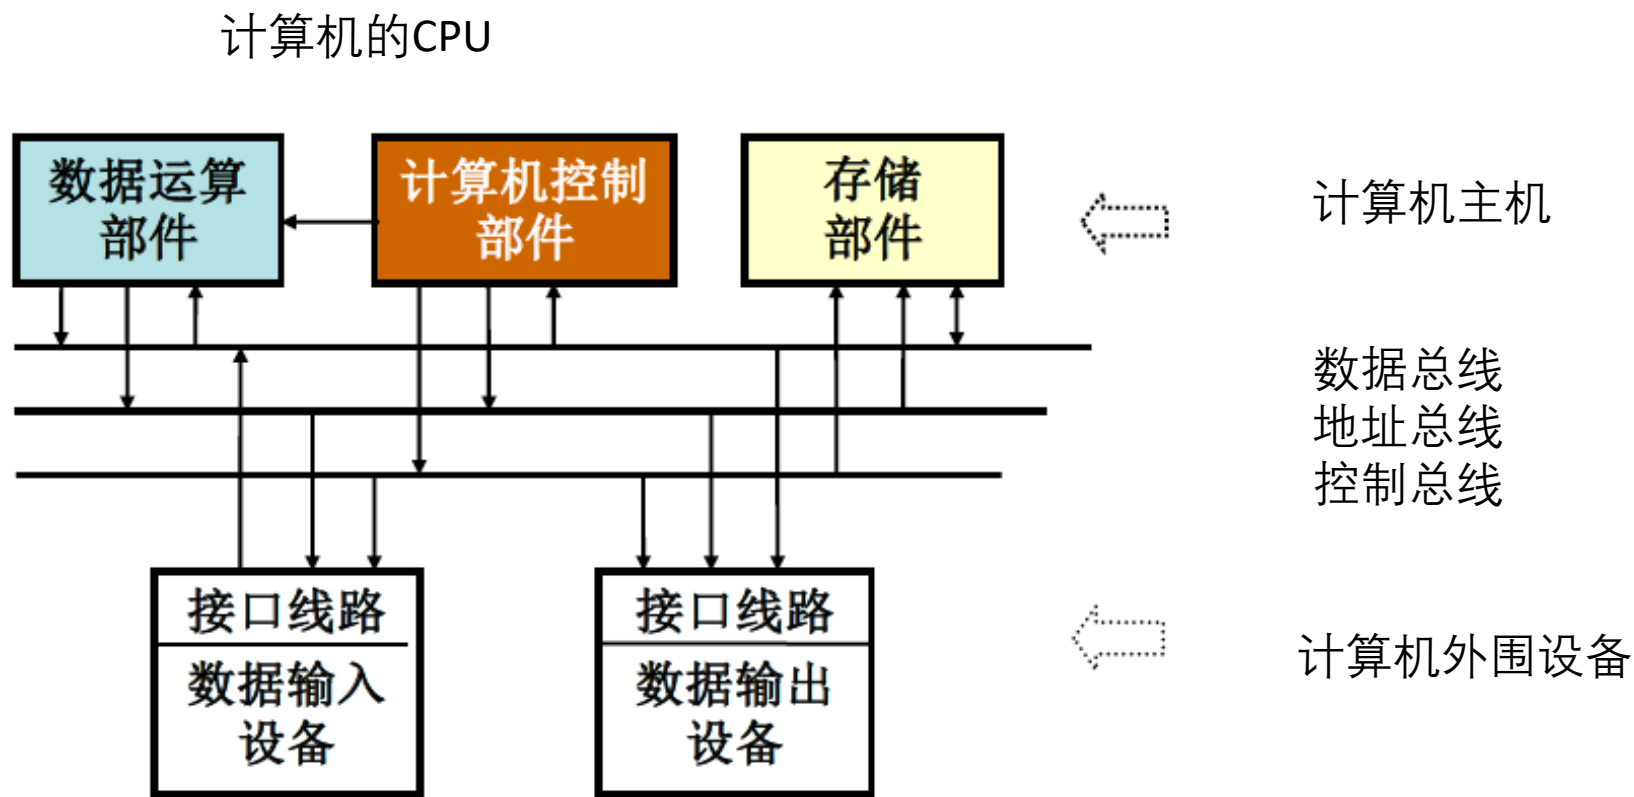 计算机的CPU
数据运算
部件
计算机控制
部件
存储
部件
计算机主机
数据总线
地址总线
控制总线
接口线路
数据输入
设备
接口线路
数据输出
设备
计算机外围设备